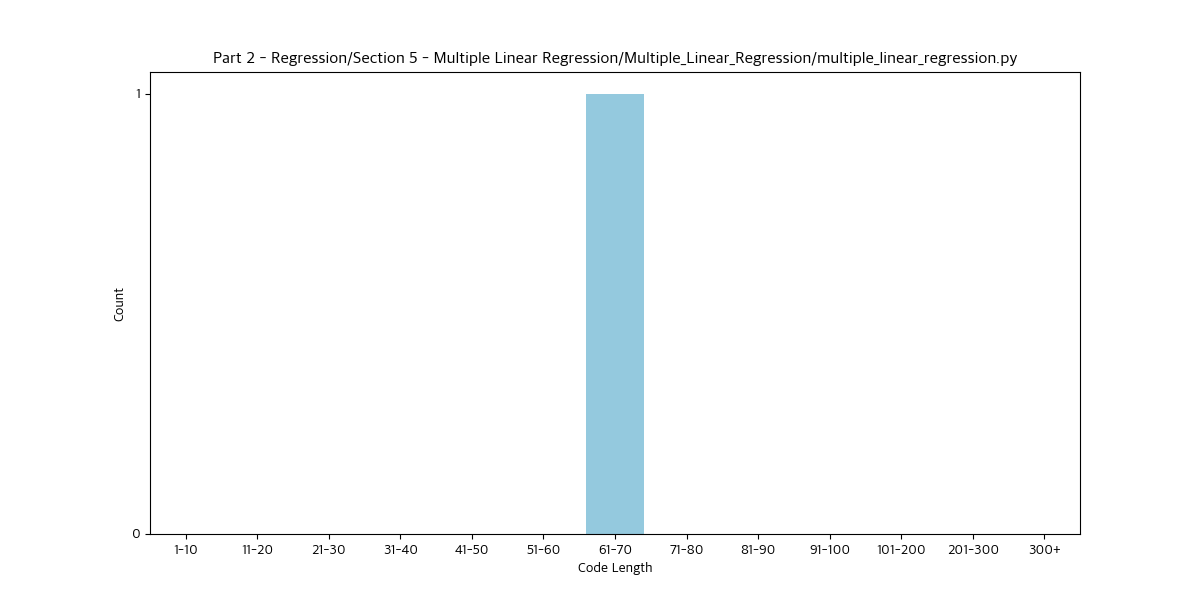 Part 2 - Regression/Section 5 - Multiple Linear Regression/Multiple_Linear_Regression/multiple_linear_regression.py
1
Count
0
1-10 11-20 21-30 31-40 41-50 51-60 61-70 71-80 81-90 91-100 101-200 201-300 300+
Code Length